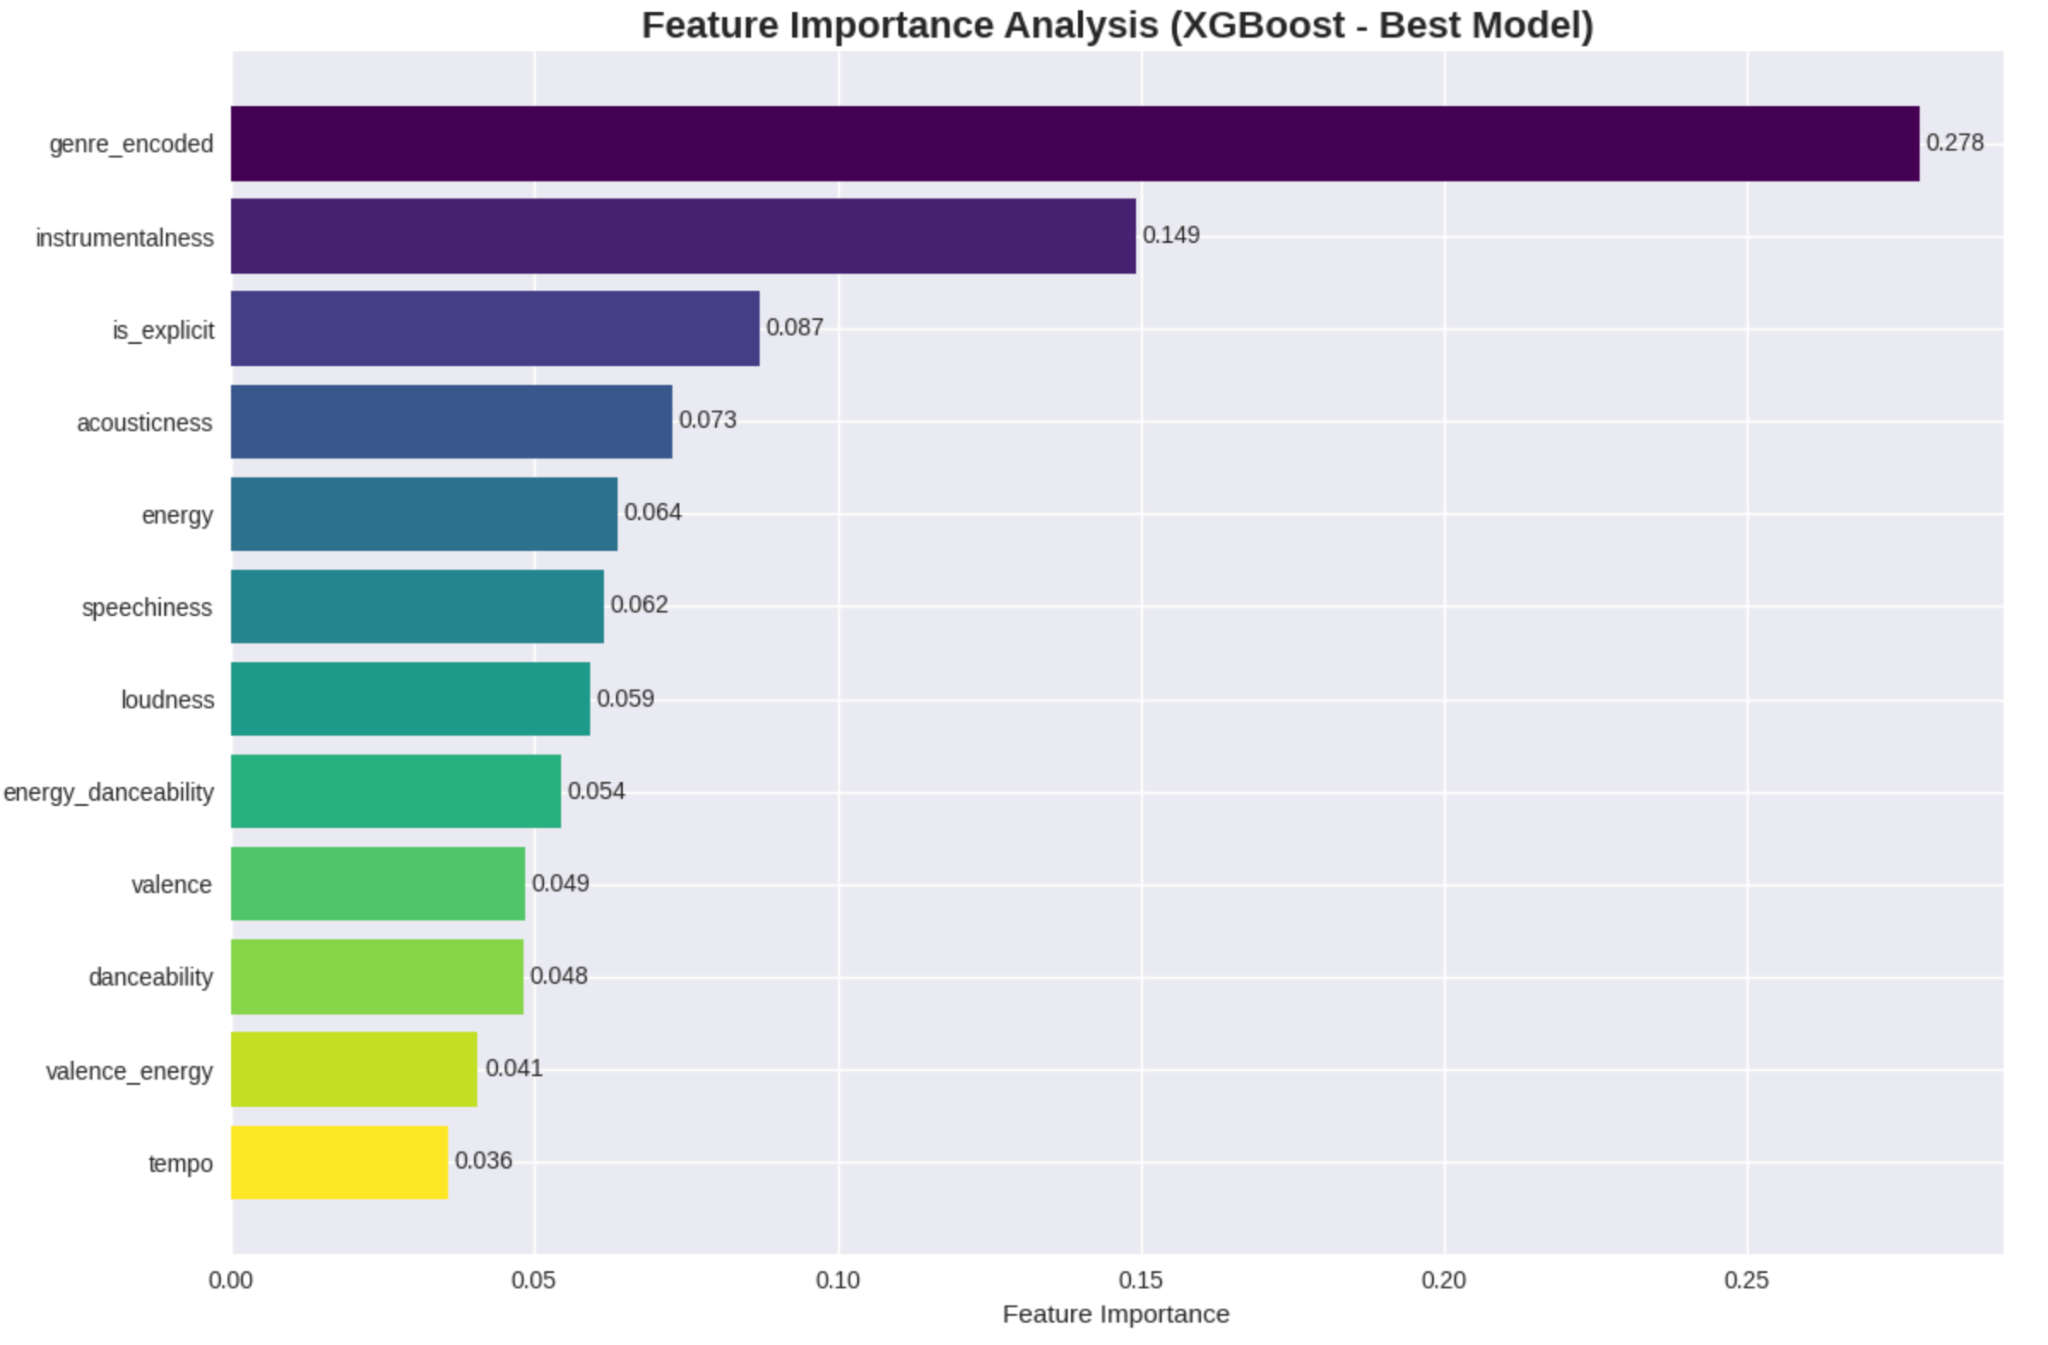 Feature Importance Analysis (XGBoost - Best Model)
genre_encoded 0.278
instrumentalness 0.149
is_explicit 0.087
acousticness 0.073
energy 0.064
speechiness 0.062
loudness 0.059
energy_danceability 0.054
valence 0.049
danceability 0.048
valence_energy 0.041
tempo 0.036
0.00 0.05 0.10 0.15 0.20 0.25
Feature Importance